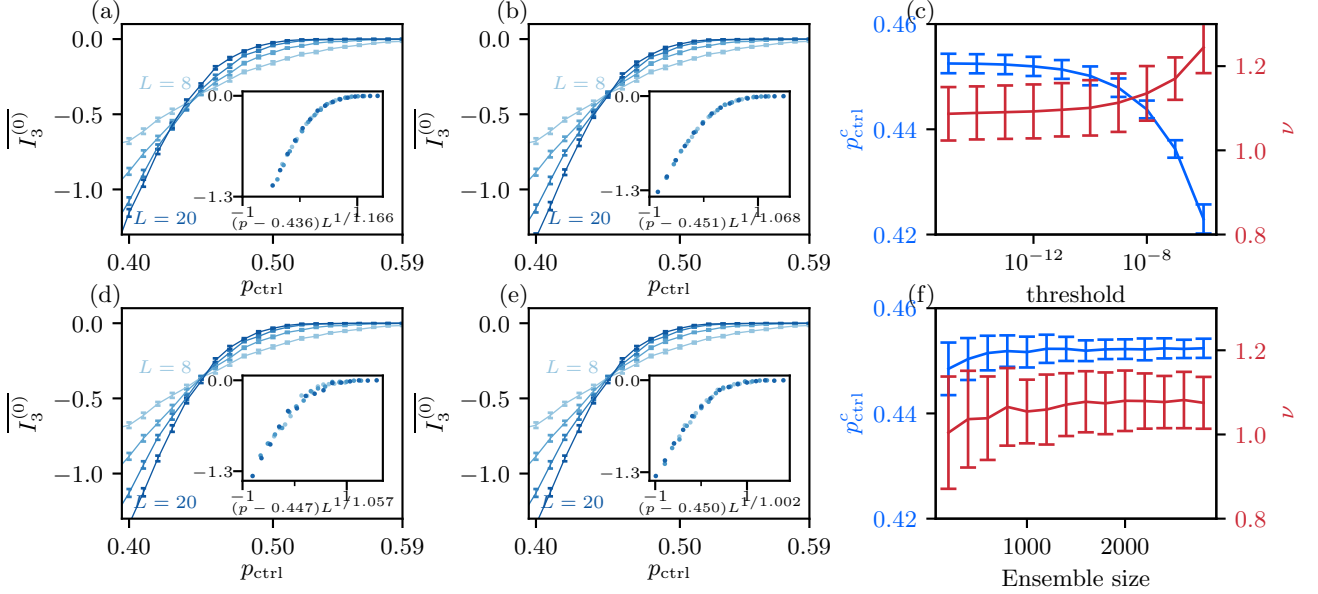 (a)
0.0
−0.5
−1.0
I₃⁽⁰⁾
L = 8
L = 20
0.0
−1.3
−1
1
(p − 0.436)L^{1/1.166}
0.40
0.50
0.59
p_ctrl
(b)
0.0
−0.5
−1.0
I₃⁽⁰⁾
L = 8
L = 20
0.0
−1.3
−1
1
(p − 0.451)L^{1/1.068}
0.40
0.50
0.59
p_ctrl
(c)
0.46
0.44
0.42
p^c_ctrl
1.2
1.0
0.8
ν
10⁻¹²
10⁻⁸
threshold
(d)
0.0
−0.5
−1.0
I₃⁽⁰⁾
L = 8
L = 20
0.0
−1.3
−1
1
(p − 0.447)L^{1/1.057}
0.40
0.50
0.59
p_ctrl
(e)
0.0
−0.5
−1.0
I₃⁽⁰⁾
L = 8
L = 20
0.0
−1.3
−1
1
(p − 0.450)L^{1/1.002}
0.40
0.50
0.59
p_ctrl
(f)
0.46
0.44
0.42
p^c_ctrl
1.2
1.0
0.8
ν
1000
2000
Ensemble size